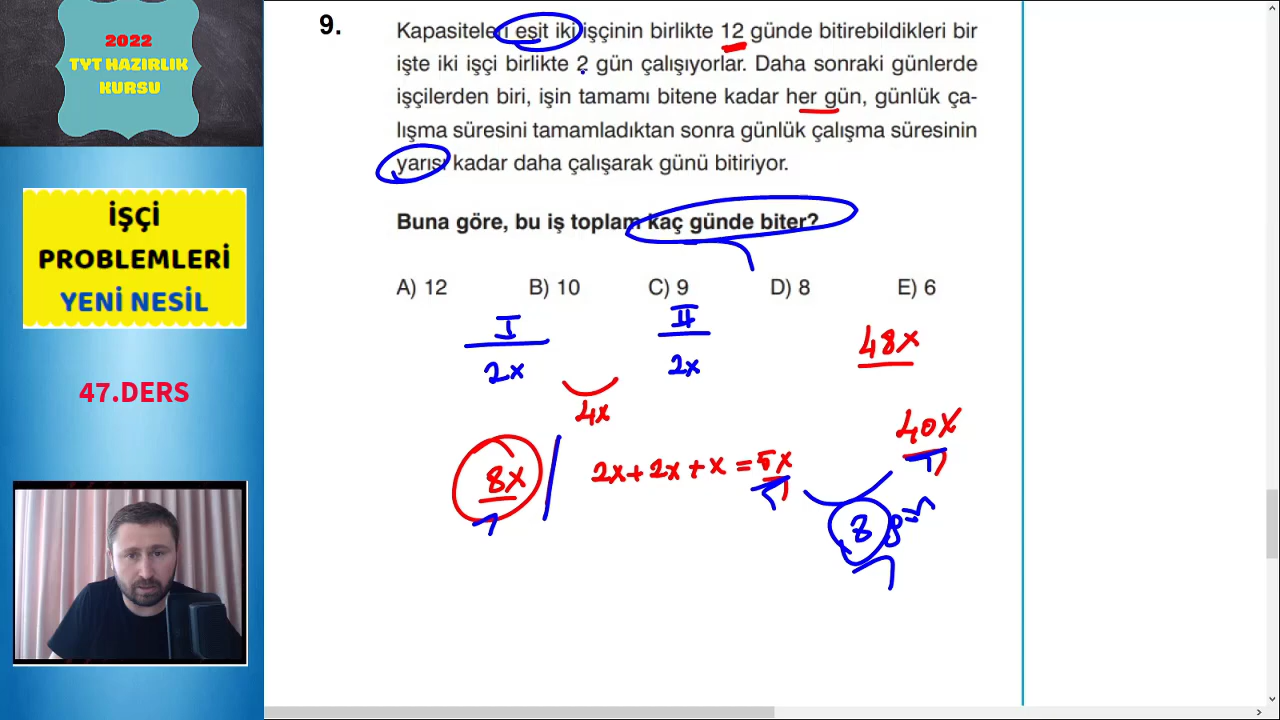 2022
TYT HAZIRLIK
KURSU
İŞÇİ
PROBLEMLERİ
YENİ NESİL
47.DERS
9. Kapasiteleri eşit iki işçinin birlikte 12 günde bitirebildikleri bir
işte iki işçi birlikte 2 gün çalışıyorlar. Daha sonraki günlerde
işçilerden biri, işin tamamı bitene kadar her gün, günlük ça-
lışma süresini tamamladıktan sonra günlük çalışma süresinin
yarısı kadar daha çalışarak günü bitiriyor.
Buna göre, bu iş toplam kaç günde biter?
A) 12 B) 10 C) 9 D) 8 E) 6
I II
2x 2x
48x
4x
40x
8x 2x+2x+x=5x
8 gün